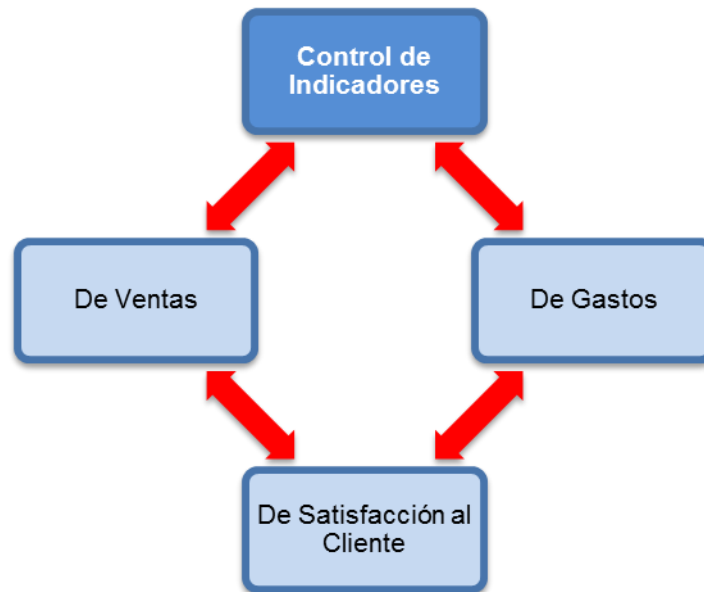 Control de
Indicadores
De Ventas
De Gastos
De Satisfacción al
Cliente